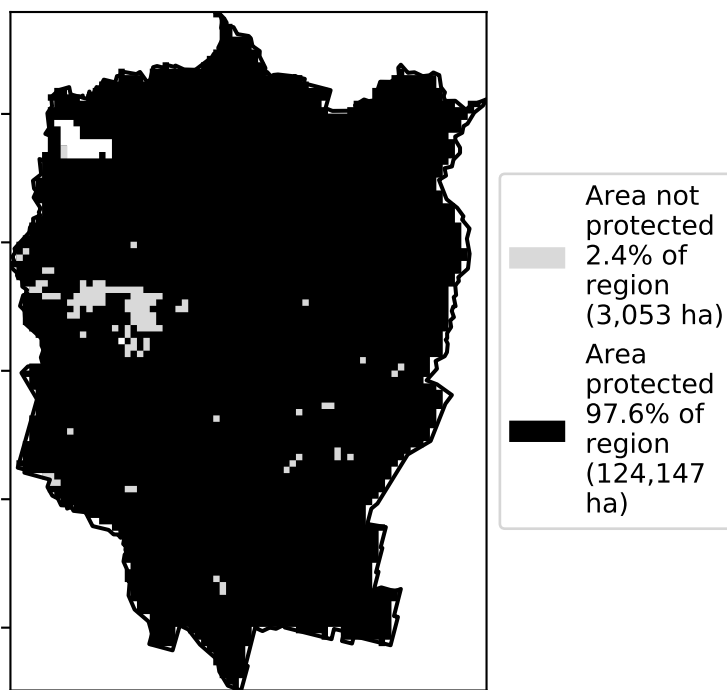 Area not
protected
2.4% of
region
(3,053 ha)
Area
protected
97.6% of
region
(124,147
ha)